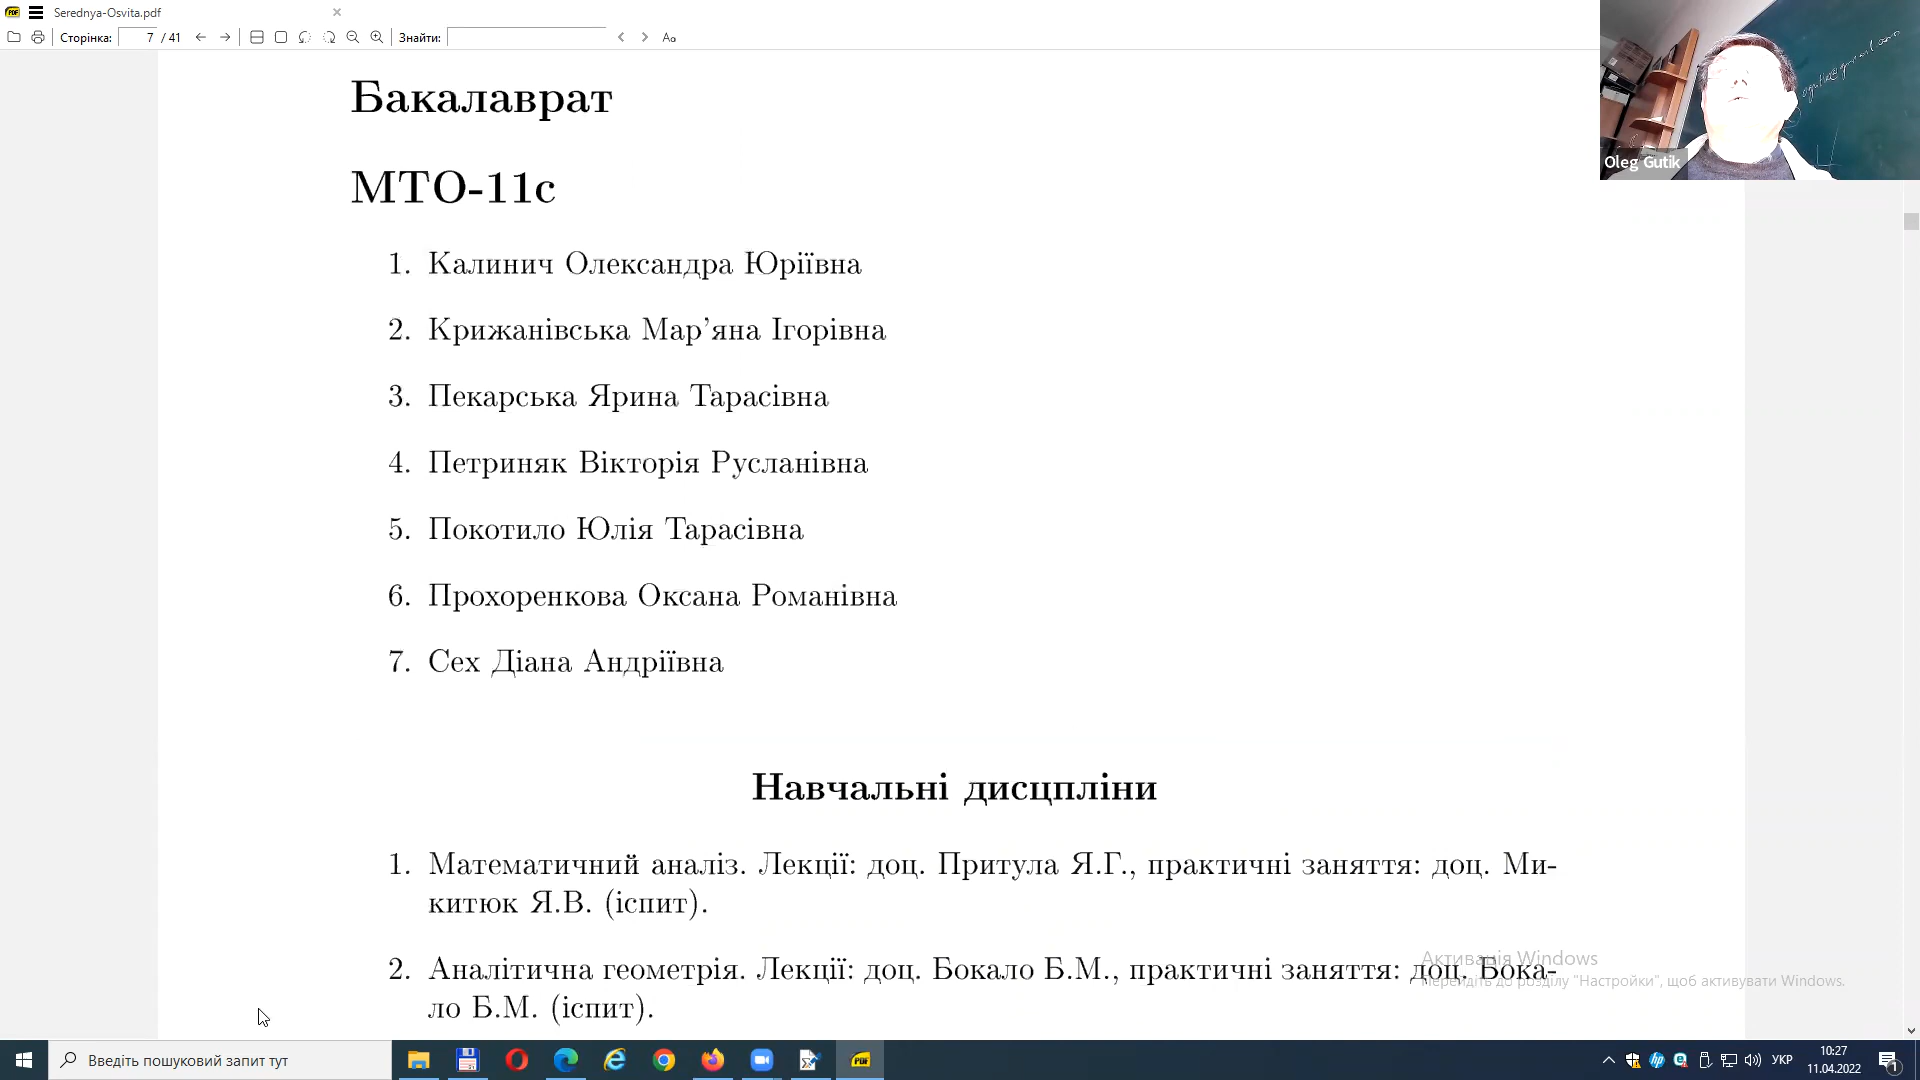 Serednya-Osvita.pdf
Сторінка: 7 / 41 Знайти:
Oleg Gutik
Бакалаврат
МТО-11с
1. Калинич Олександра Юріївна
2. Крижанівська Мар’яна Ігорівна
3. Пекарська Ярина Тарасівна
4. Петриняк Вікторія Русланівна
5. Покотило Юлія Тарасівна
6. Прохоренкова Оксана Романівна
7. Сех Діана Андріївна
Навчальні дисцпліни
1. Математичний аналіз. Лекції: доц. Притула Я.Г., практичні заняття: доц. Ми-
китюк Я.В. (іспит).
2. Аналітична геометрія. Лекції: доц. Бокало Б.М., практичні заняття: доц. Бока-
ло Б.М. (іспит).
Активація Windows
Перейдіть до розділу "Настройки", щоб активувати Windows.
Введіть пошуковий запит тут
УКР
10:27
11.04.2022